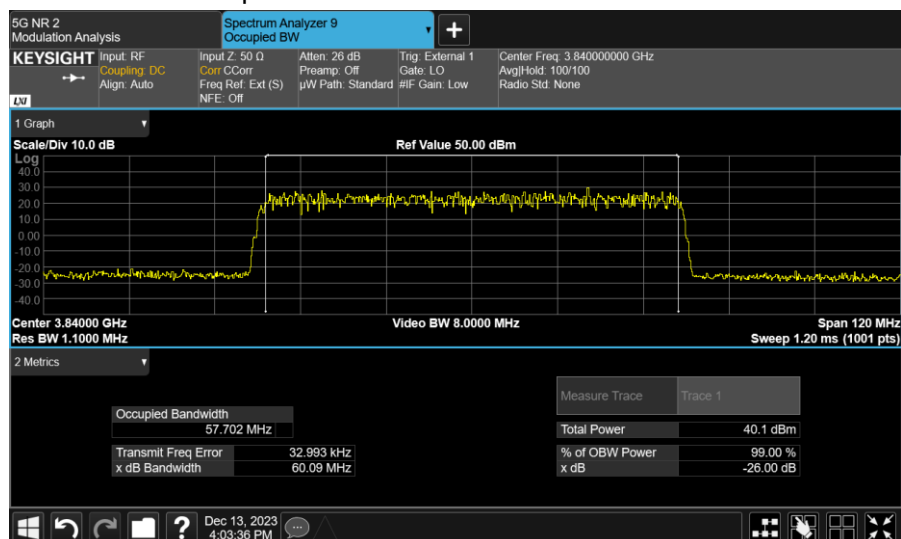 5G NR 2
Modulation Analysis
Spectrum Analyzer 9
Occupied BW
+
KEYSIGHT
LXI
Input: RF
Coupling: DC
Align: Auto
Input Z: 50 Ω
Corr CCorr
Freq Ref: Ext (S)
NFE: Off
Atten: 26 dB
Preamp: Off
µW Path: Standard
Trig: External 1
Gate: LO
#IF Gain: Low
Center Freq: 3.840000000 GHz
Avg|Hold: 100/100
Radio Std: None
1 Graph
Scale/Div 10.0 dB
Ref Value 50.00 dBm
Log
40.0
30.0
20.0
10.0
0.00
-10.0
-20.0
-30.0
-40.0
Center 3.84000 GHz
Video BW 8.0000 MHz
Span 120 MHz
Res BW 1.1000 MHz
Sweep 1.20 ms (1001 pts)
2 Metrics
Measure Trace Trace 1
Occupied Bandwidth
57.702 MHz
Total Power 40.1 dBm
Transmit Freq Error 32.993 kHz
% of OBW Power 99.00 %
x dB Bandwidth 60.09 MHz
x dB -26.00 dB
?
Dec 13, 2023
4:03:36 PM